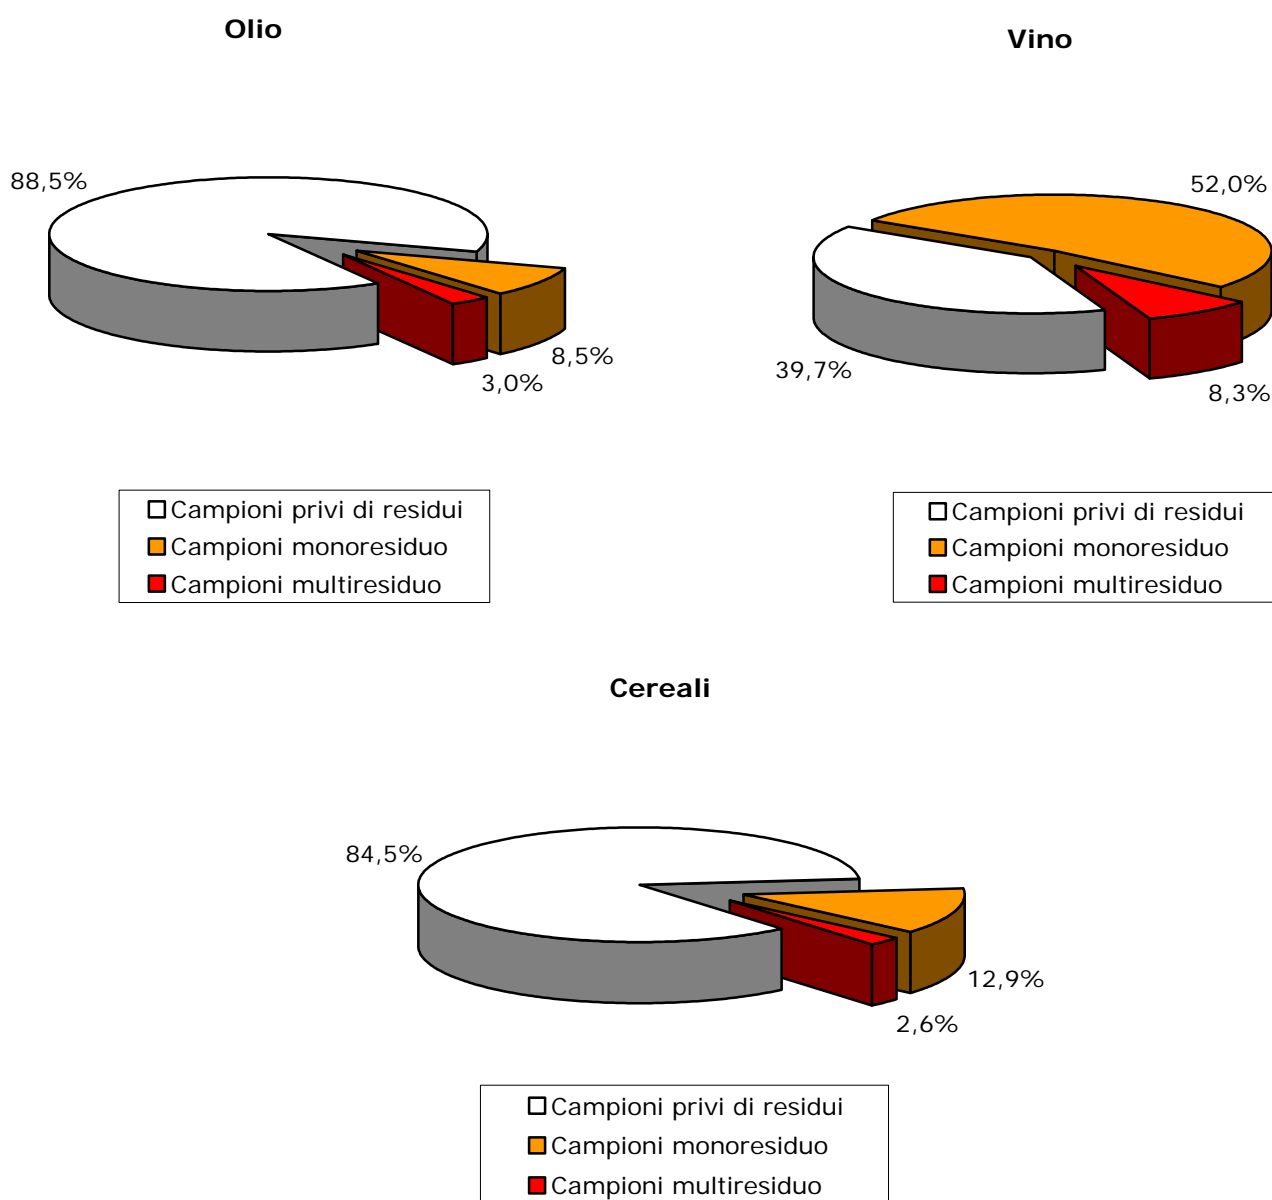 Olio
88,5%
8,5%
3,0%
Campioni privi di residui
Campioni monoresiduo
Campioni multiresiduo
Vino
52,0%
39,7%
8,3%
Campioni privi di residui
Campioni monoresiduo
Campioni multiresiduo
Cereali
84,5%
12,9%
2,6%
Campioni privi di residui
Campioni monoresiduo
Campioni multiresiduo